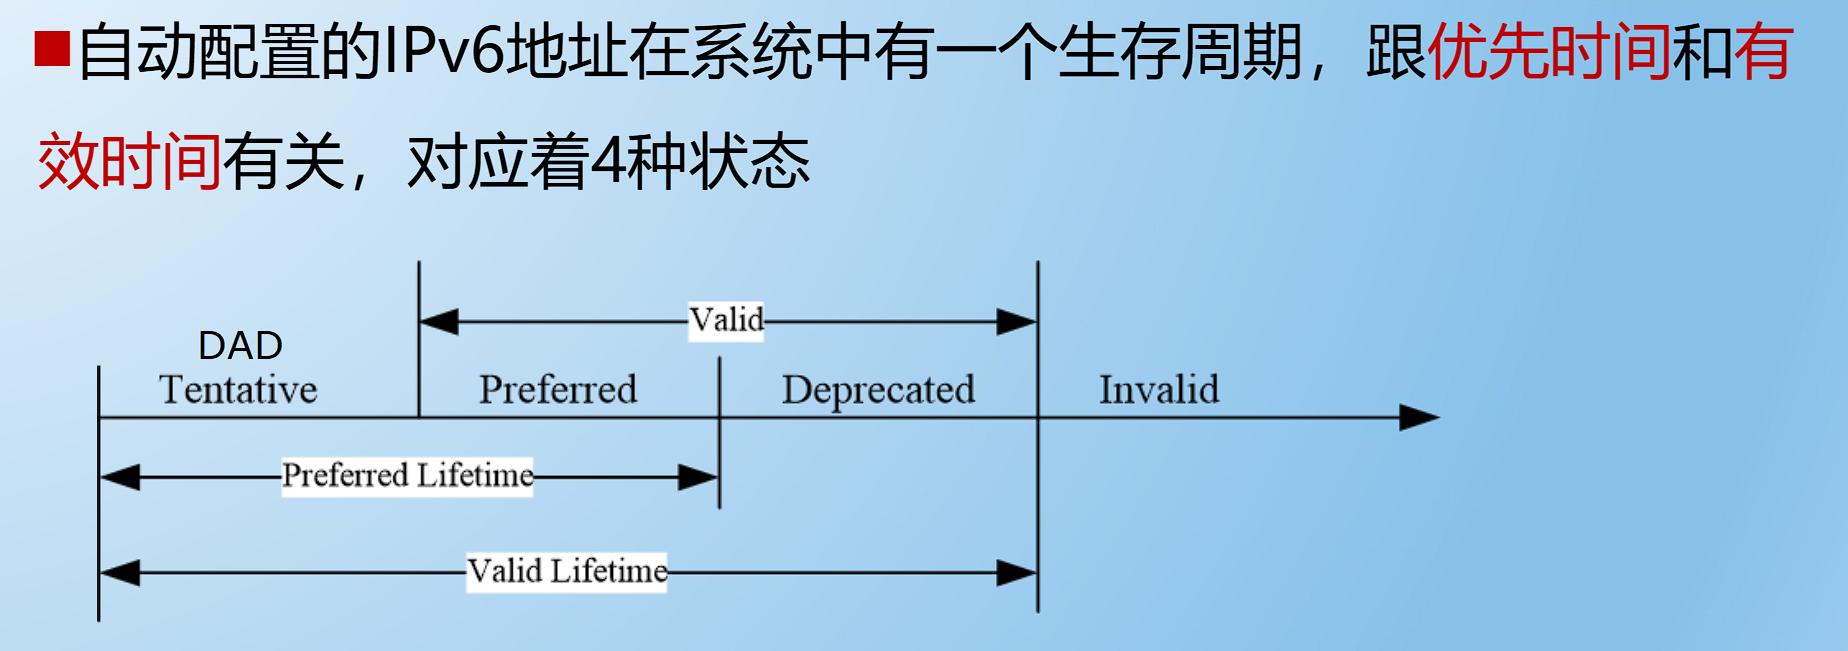 自动配置的IPv6地址在系统中有一个生存周期，跟优先时间和有
效时间有关，对应着4种状态
Valid
DAD
Tentative
Preferred
Deprecated
Invalid
Preferred Lifetime
Valid Lifetime